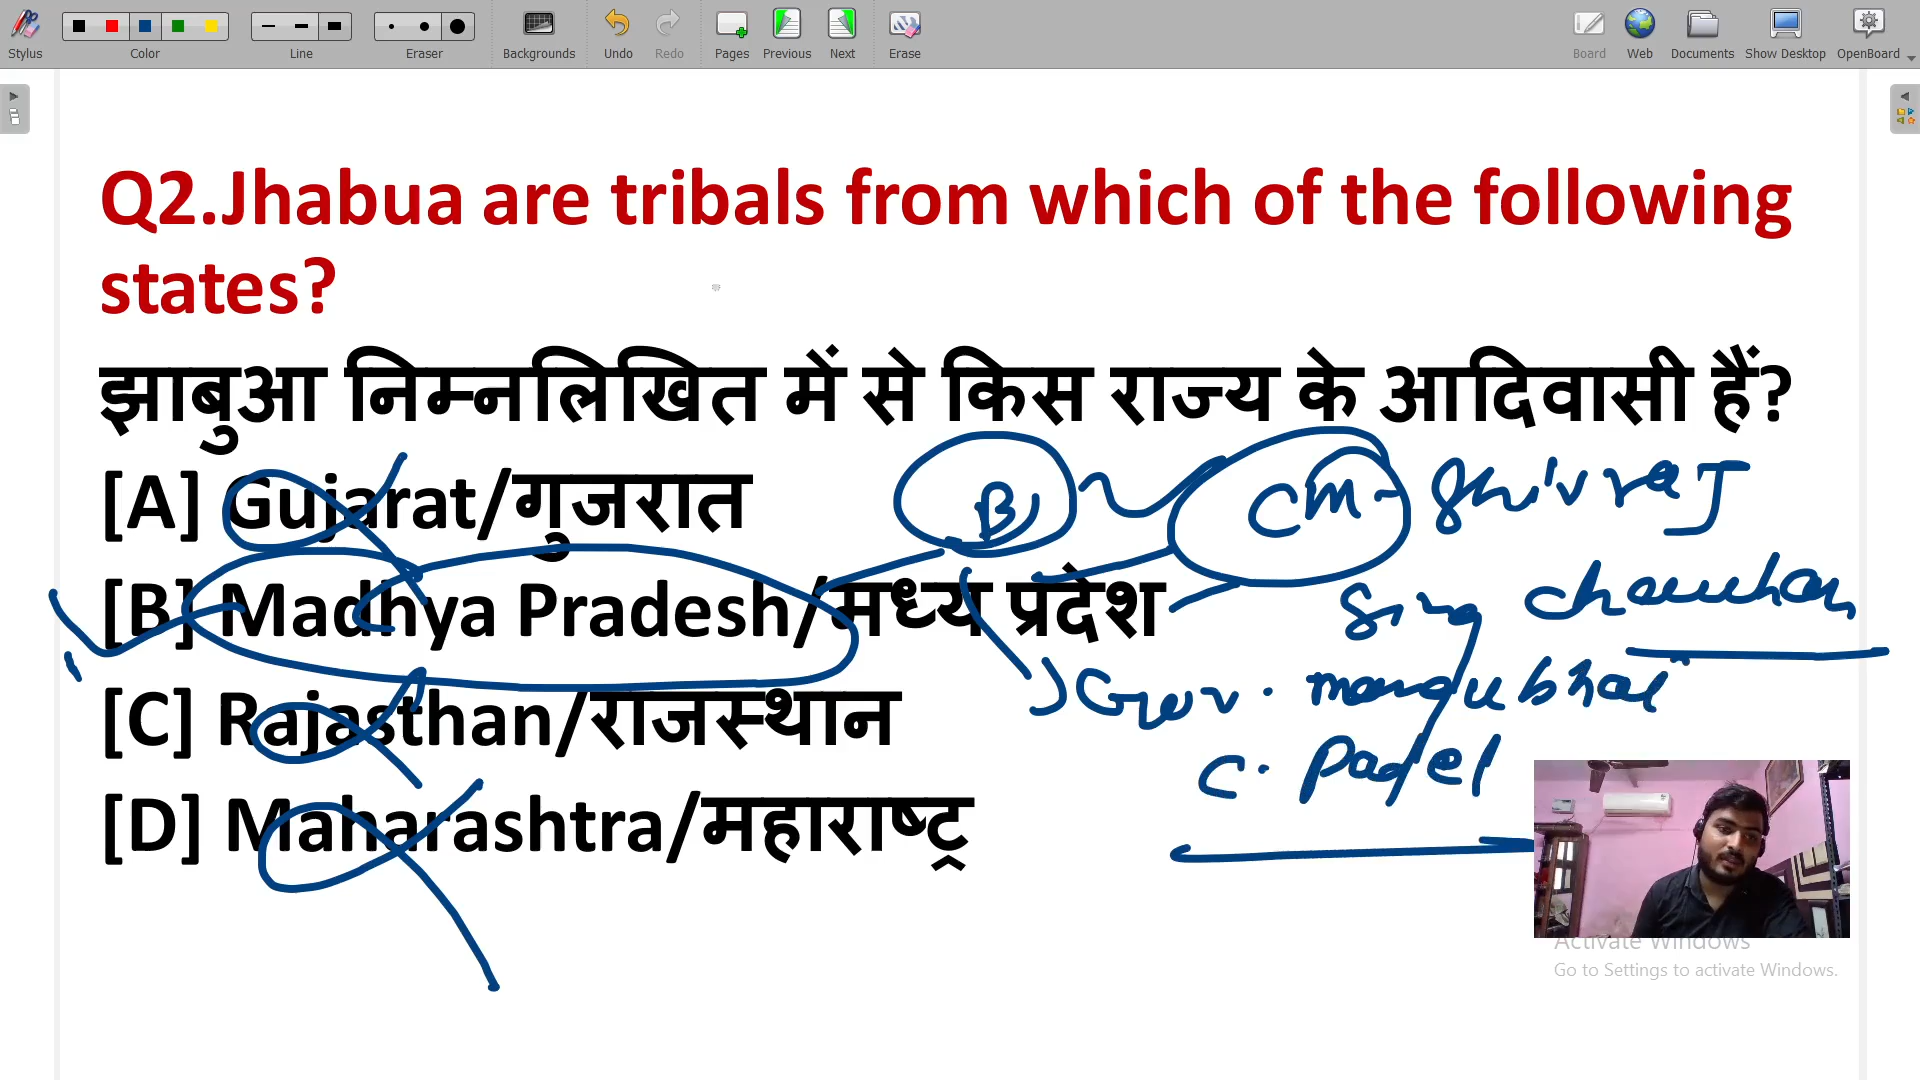 Stylus Color Line Eraser Backgrounds Undo Redo Pages Previous Next Erase Board Web Documents Show Desktop OpenBoard
Q2.Jhabua are tribals from which of the following
states?
झाबुआ निम्नलिखित में से किस राज्य के आदिवासी हैं?
[A] Gujarat/गुजरात
B CM- Shivraj
[B] Madhya Pradesh/मध्य प्रदेश
Sing Chouhan
[C] Rajasthan/राजस्थान
Gov. mangubhai
C. Patel
[D] Maharashtra/महाराष्ट्र
Activate Windows
Go to Settings to activate Windows.